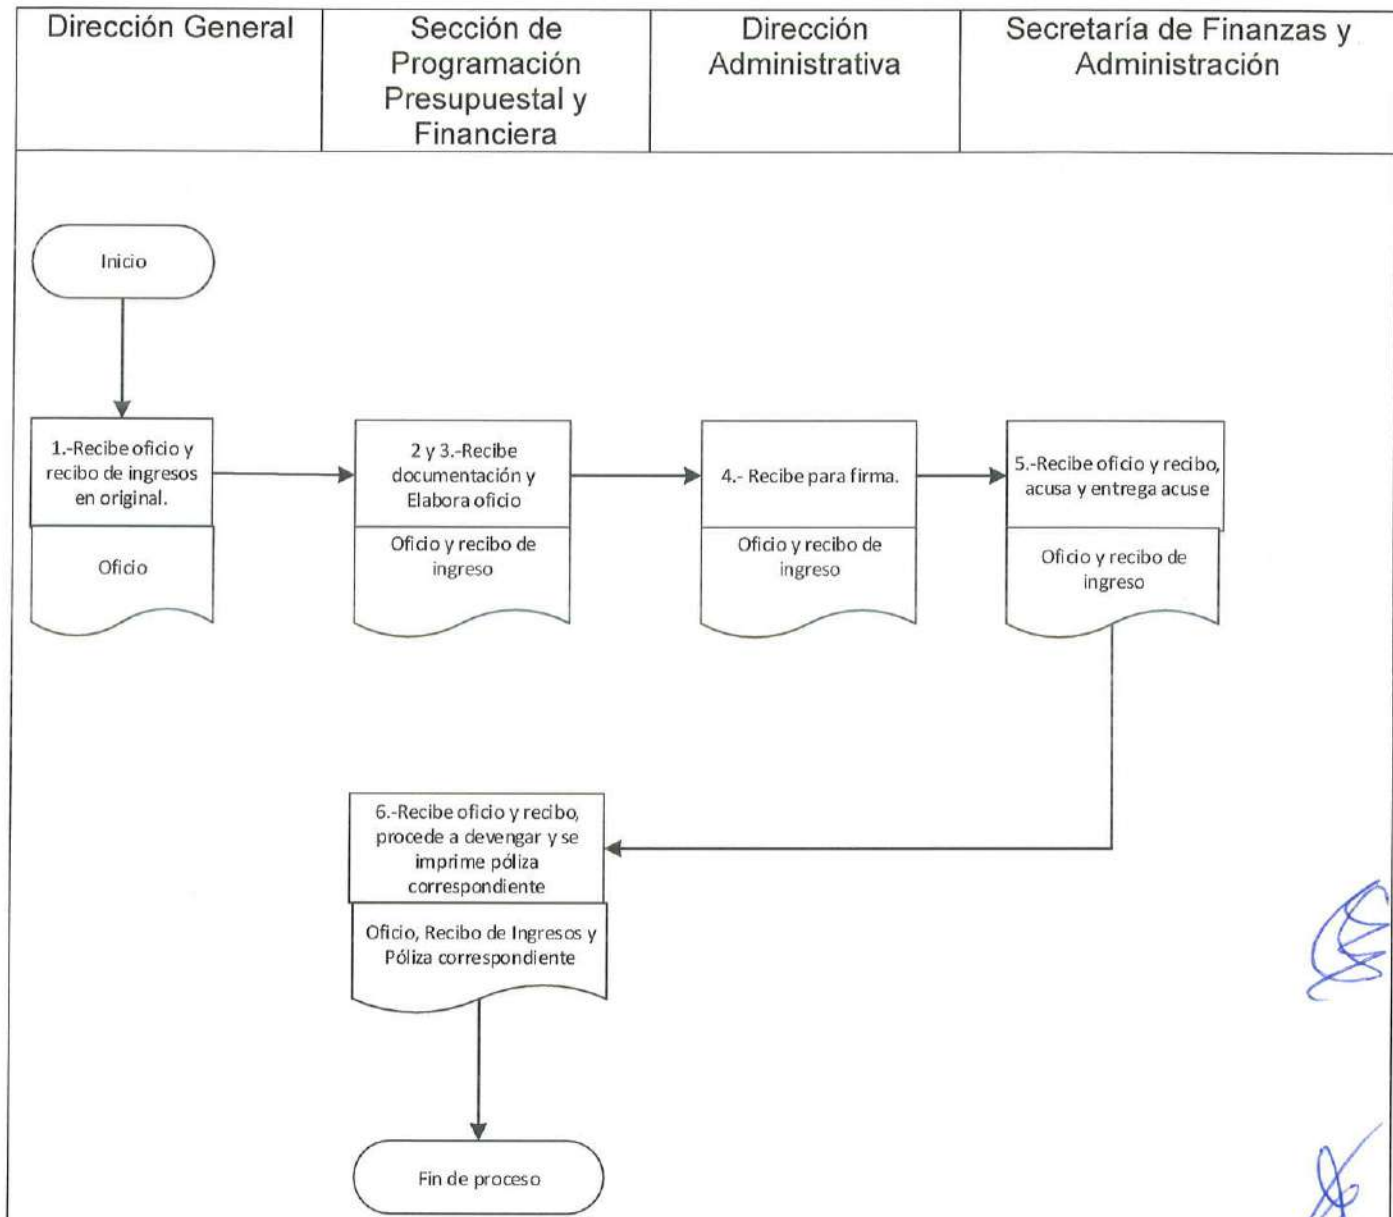 Dirección General
Sección de
Programación
Presupuestal y
Financiera
Dirección
Administrativa
Secretaría de Finanzas y
Administración
Inicio
1.-Recibe oficio y
recibo de ingresos
en original.
Oficio
2 y 3.-Recibe
documentación y
Elabora oficio
Oficio y recibo de
ingreso
4.- Recibe para firma.
Oficio y recibo de
ingreso
5.-Recibe oficio y recibo,
acusa y entrega acuse
Oficio y recibo de
ingreso
6.-Recibe oficio y recibo,
procede a devengar y se
imprime póliza
correspondiente
Oficio, Recibo de Ingresos y
Póliza correspondiente
Fin de proceso